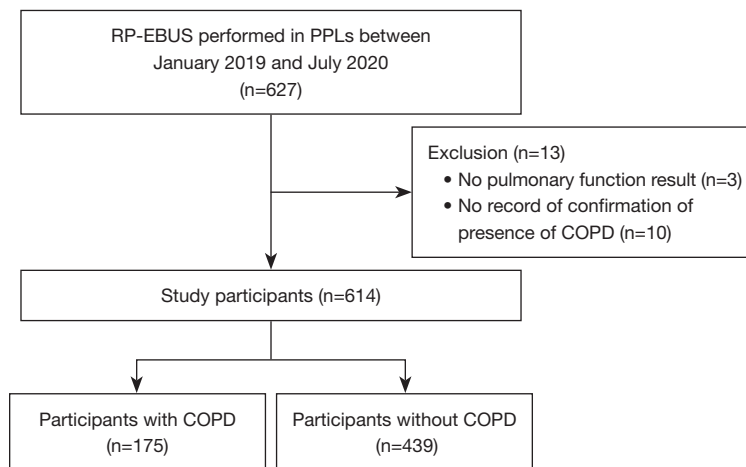 RP-EBUS performed in PPLs between
January 2019 and July 2020
(n=627)
Exclusion (n=13)
• No pulmonary function result (n=3)
• No record of confirmation of
presence of COPD (n=10)
Study participants (n=614)
Participants with COPD
(n=175)
Participants without COPD
(n=439)